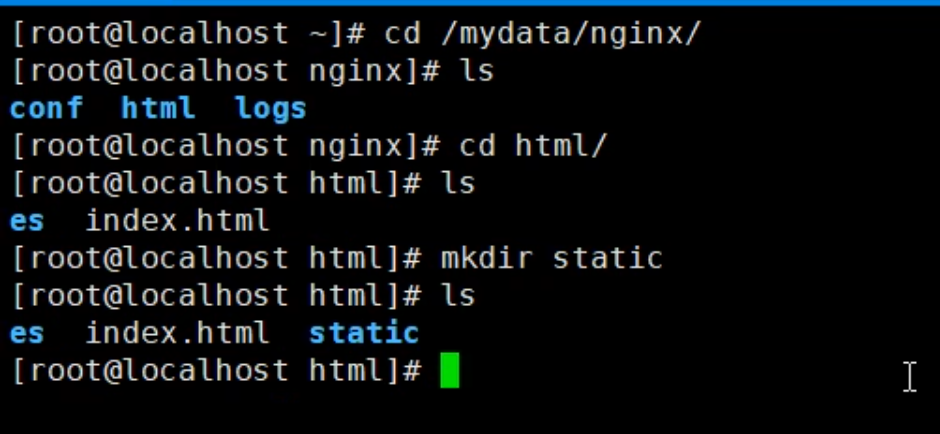 [root@localhost ~]# cd /mydata/nginx/
[root@localhost nginx]# ls
conf  html  logs
[root@localhost nginx]# cd html/
[root@localhost html]# ls
es  index.html
[root@localhost html]# mkdir static
[root@localhost html]# ls
es  index.html  static
[root@localhost html]#